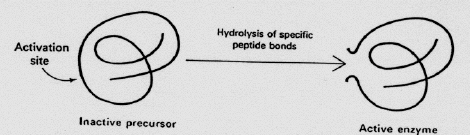 Activation
site
Hydrolysis of specific
peptide bonds
Inactive precursor
Active enzyme